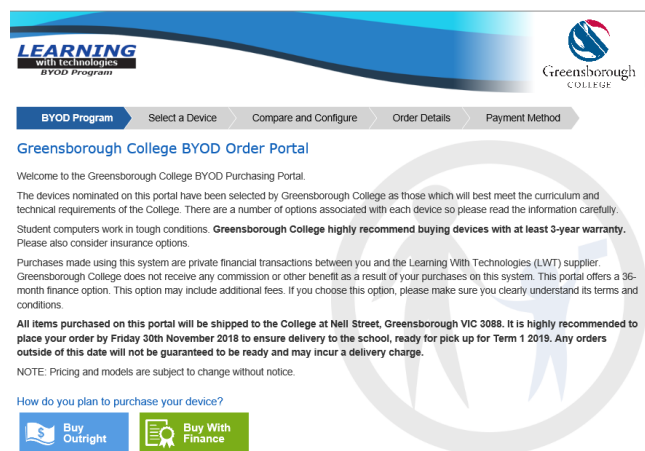 LEARNING
with technologies
BYOD Program
Greensborough
COLLEGE
BYOD Program
Select a Device
Compare and Configure
Order Details
Payment Method
Greensborough College BYOD Order Portal
Welcome to the Greensborough College BYOD Purchasing Portal.
The devices nominated on this portal have been selected by Greensborough College as those which will best meet the curriculum and
technical requirements of the College. There are a number of options associated with each device so please read the information carefully.
Student computers work in tough conditions. Greensborough College highly recommend buying devices with at least 3-year warranty.
Please also consider insurance options.
Purchases made using this system are private financial transactions between you and the Learning With Technologies (LWT) supplier.
Greensborough College does not receive any commission or other benefit as a result of your purchases on this system. This portal offers a 36-
month finance option. This option may include additional fees. If you choose this option, please make sure you clearly understand its terms and
conditions.
All items purchased on this portal will be shipped to the College at Nell Street, Greensborough VIC 3088. It is highly recommended to
place your order by Friday 30th November 2018 to ensure delivery to the school, ready for pick up for Term 1 2019. Any orders
outside of this date will not be guaranteed to be ready and may incur a delivery charge.
NOTE: Pricing and models are subject to change without notice.
How do you plan to purchase your device?
Buy
Outright
Buy With
Finance